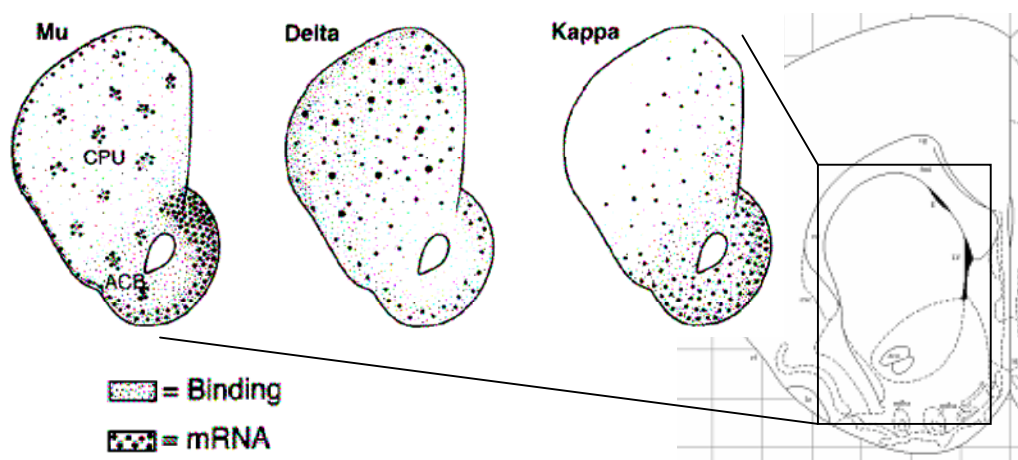 Mu
Delta
Kappa
CPU
ACB
= Binding
= mRNA